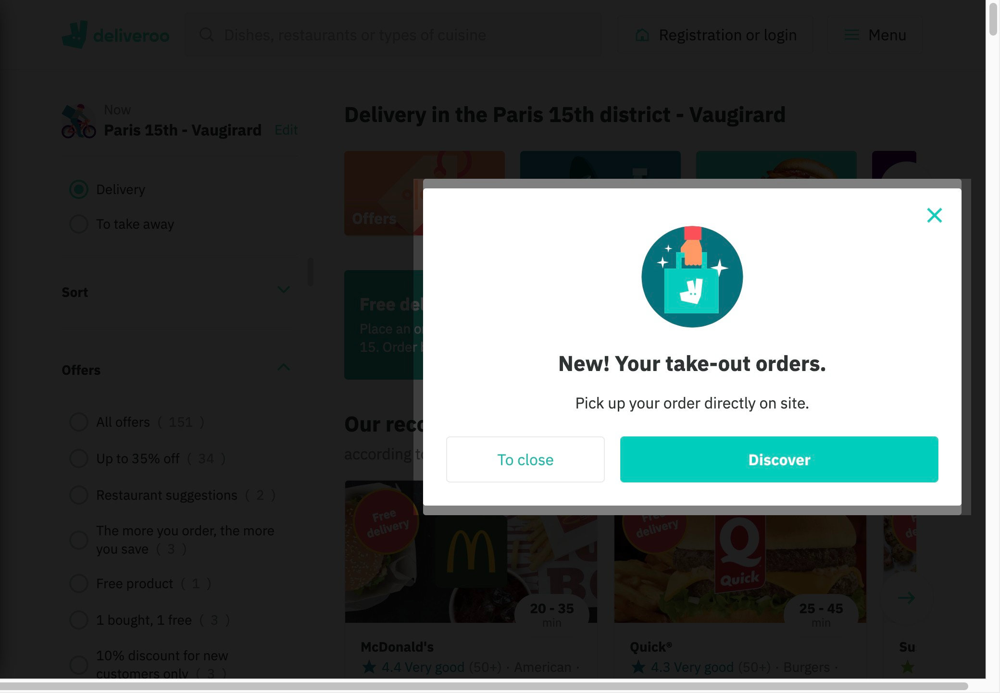 deliveroo
Dishes, restaurants or types of cuisine
Registration or login
Menu
Now
Paris 15th - Vaugirard
Edit
Delivery
To take away
Sort
Offers
All offers ( 151 )
Up to 35% off ( 34 )
Restaurant suggestions ( 2 )
The more you order, the more
you save ( 3 )
Free product ( 1 )
1 bought, 1 free ( 3 )
10% discount for new
customers only ( 3 )
Delivery in the Paris 15th district - Vaugirard
Offers
Free del
Place an or
15. Order
Our reco
according to
New! Your take-out orders.
Pick up your order directly on site.
To close
Discover
Free
delivery
20 - 35
min
McDonald's
4.4 Very good (50+) · American ·
Free
delivery
Q
Quick
25 - 45
min
Quick®
4.3 Very good (50+) · Burgers ·
de
Su